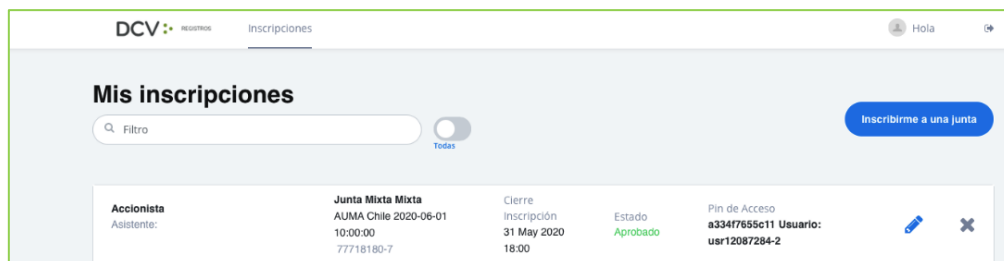 DCV REGISTROS Inscripciones Hola
Mis inscripciones
Filtro
Todas
Inscribirme a una junta
Accionista
Asistente:
Junta Mixta Mixta
AUMA Chile 2020-06-01
10:00:00
77718180-7
Cierre
Inscripción
31 May 2020
18:00
Estado
Aprobado
Pin de Acceso
a334f7655c11 Usuario:
usr12087284-2